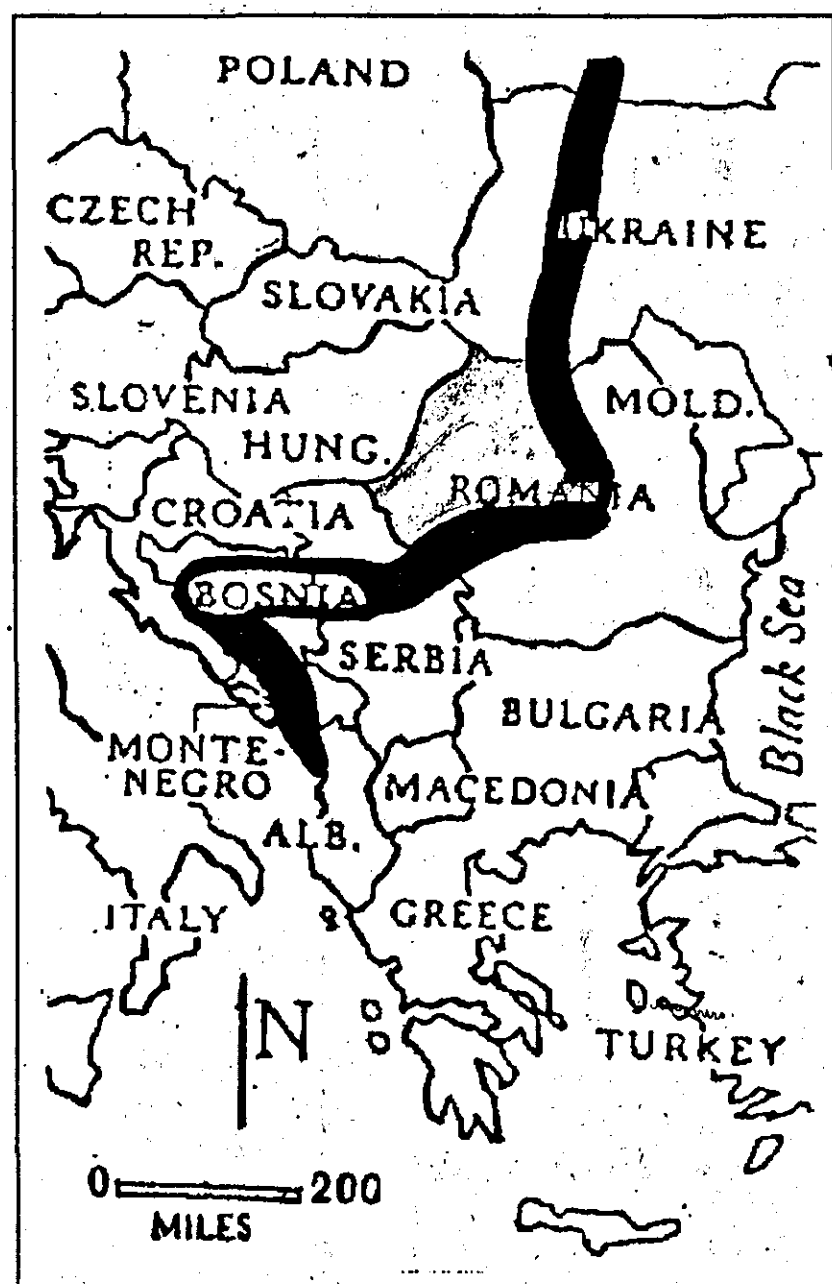 POLAND
CZECH
REP.
UKRAINE
SLOVAKIA
SLOVENIA
MOLD.
HUNG.
ROMANIA
CROATIA
BOSNIA
SERBIA
BULGARIA
Black Sea
MONTE-
NEGRO
MACEDONIA
ALB.
ITALY
GREECE
N
TURKEY
0 200
MILES